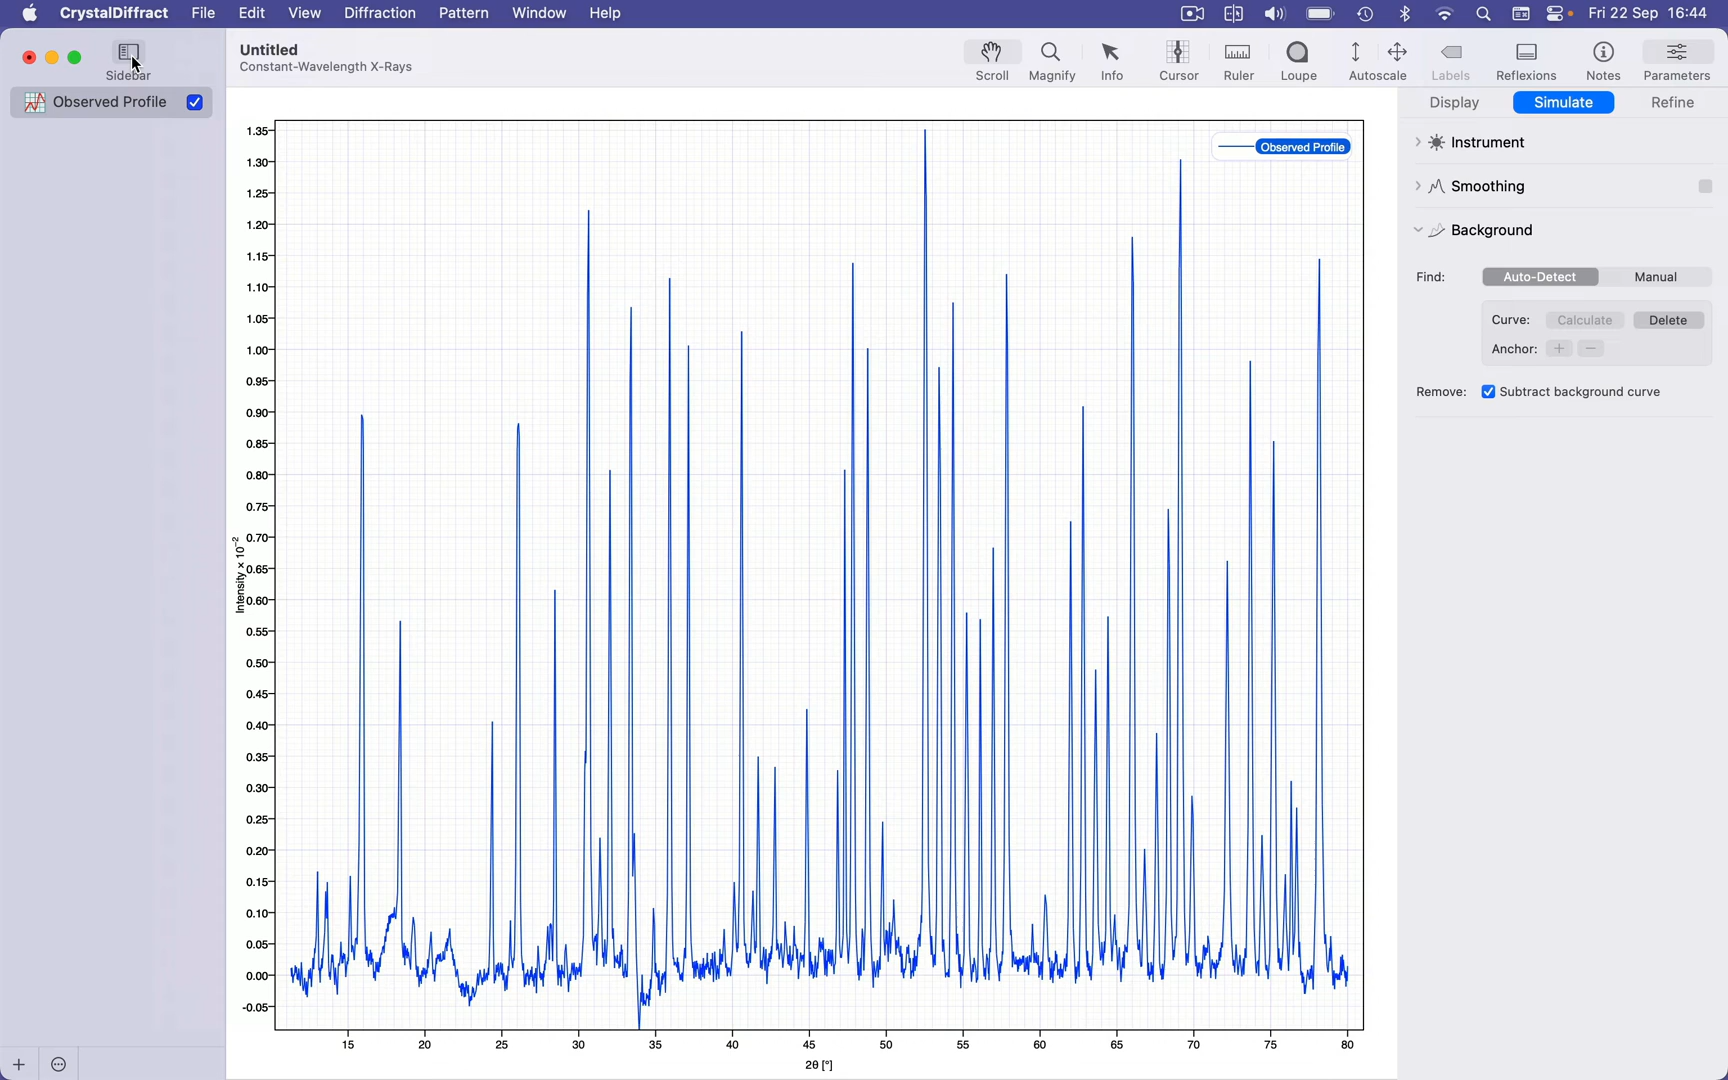 CrystalDiffract File Edit View Diffraction Pattern Window Help
Fri 22 Sep 16:44
Sidebar
Untitled
Constant-Wavelength X-Rays
Scroll Magnify Info Cursor Ruler Loupe Autoscale Labels Reflexions Notes Parameters
Observed Profile
Display Simulate Refine
Instrument
Smoothing
Background
Find: Auto-Detect Manual
Curve: Calculate Delete
Anchor: + −
Remove: Subtract background curve
Observed Profile
1.35
1.30
1.25
1.20
1.15
1.10
1.05
1.00
0.95
0.90
0.85
0.80
0.75
0.70
0.65
0.60
0.55
0.50
0.45
0.40
0.35
0.30
0.25
0.20
0.15
0.10
0.05
0.00
-0.05
Intensity × 10⁻²
15 20 25 30 35 40 45 50 55 60 65 70 75 80
2θ [°]